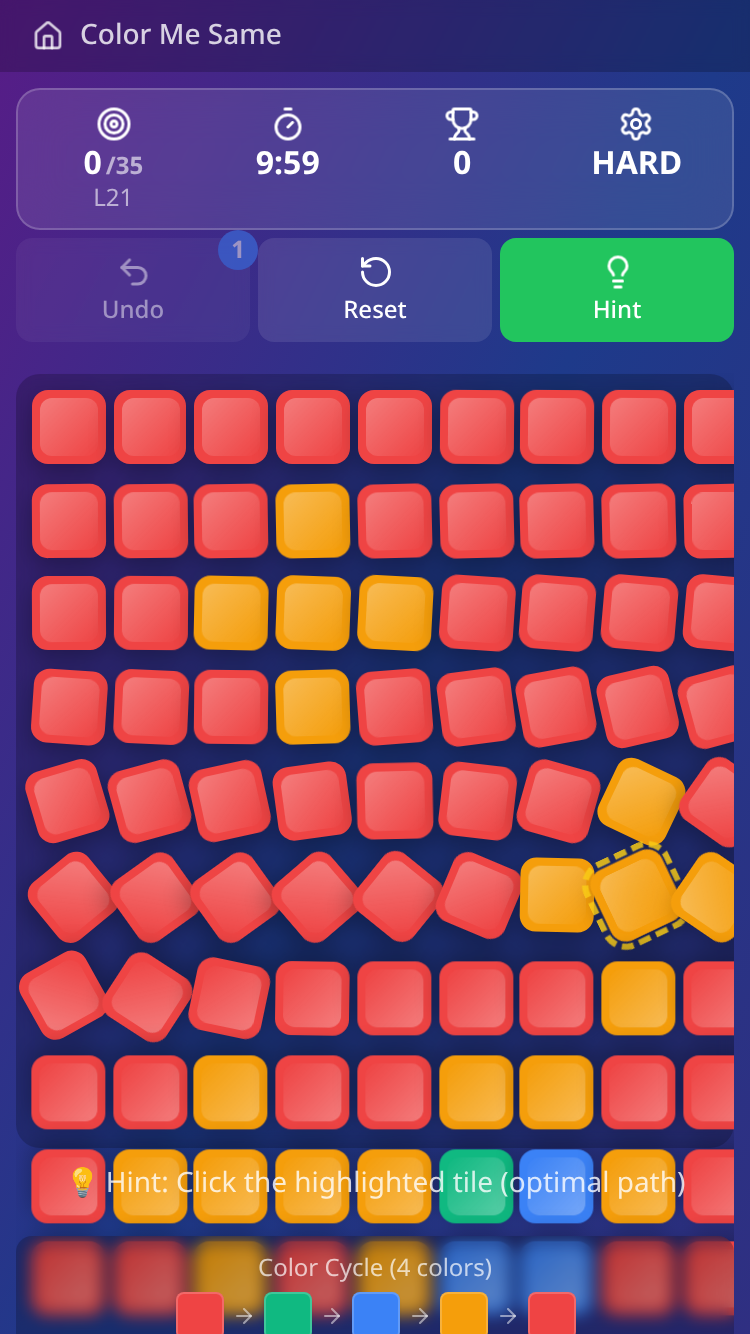 Color Me Same
0/35
L21
9:59
0
HARD
1
Undo
Reset
Hint
💡 Hint: Click the highlighted tile (optimal path)
Color Cycle (4 colors)
→ → → →